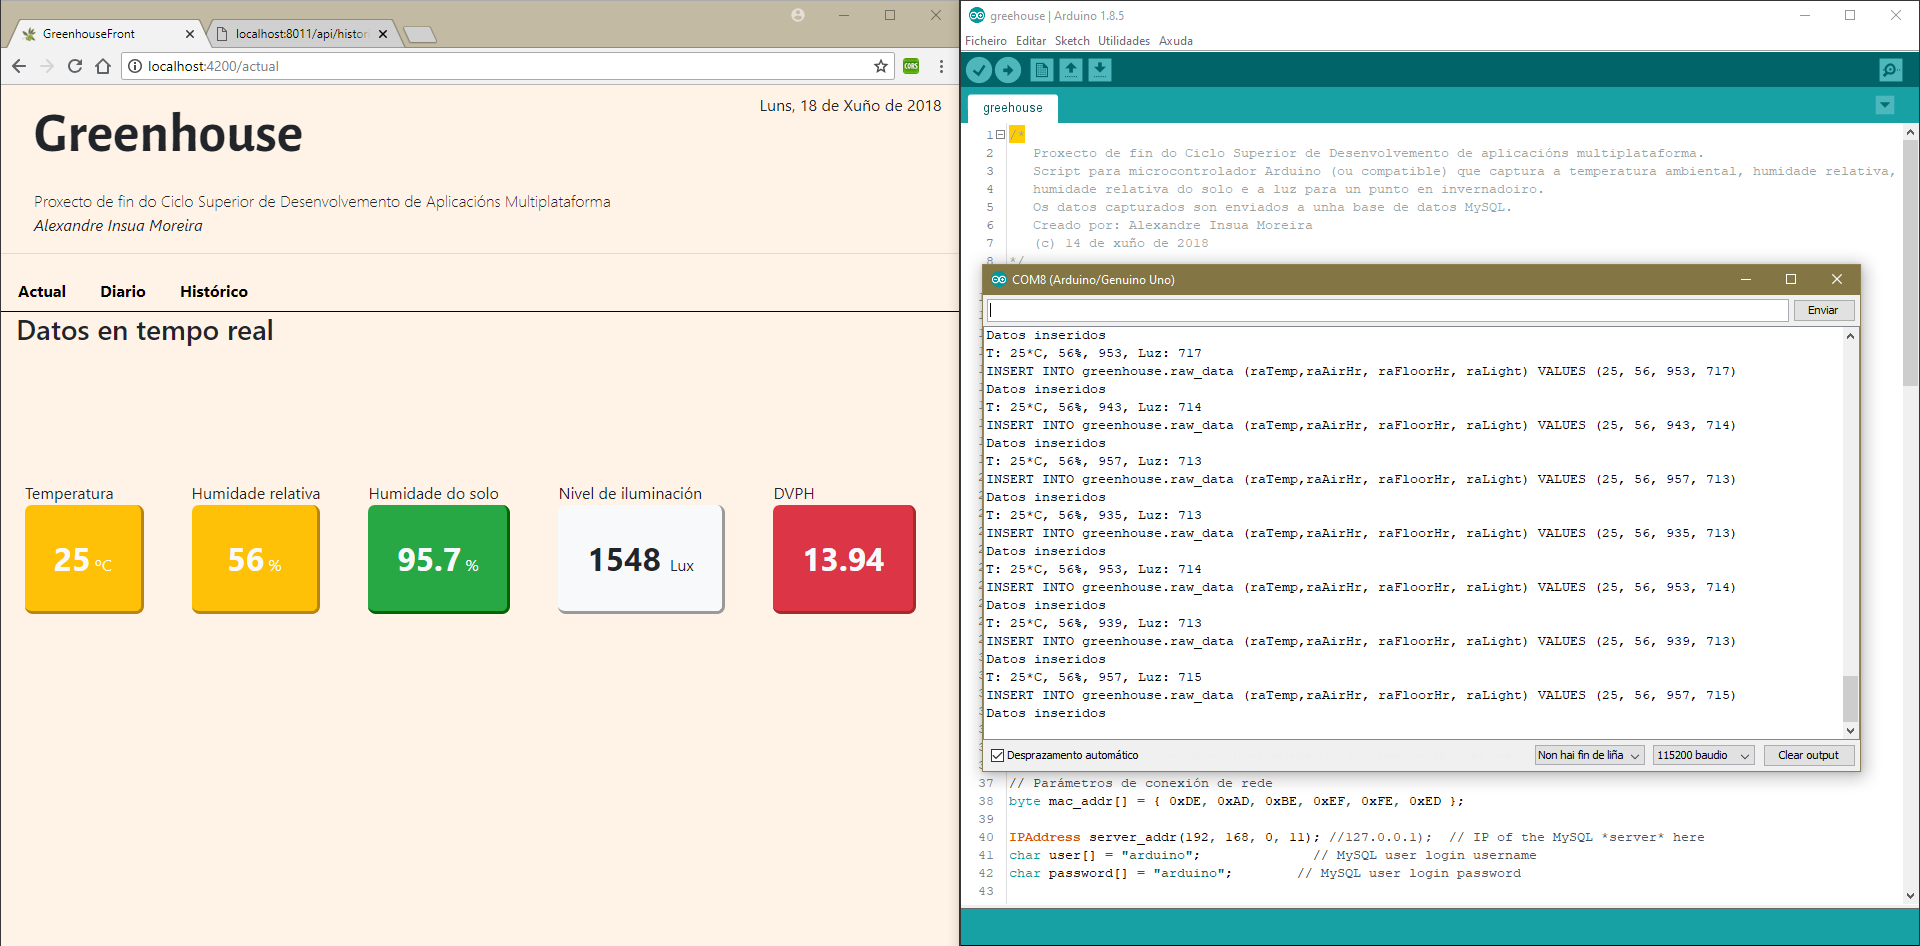 GreenhouseFront
localhost:8011/api/histor
localhost:4200/actual
CORS
Luns, 18 de Xuño de 2018
Greenhouse
Proxecto de fin do Ciclo Superior de Desenvolvemento de Aplicacións Multiplataforma
Alexandre Insua Moreira
Actual Diario Histórico
Datos en tempo real
Temperatura
25 ºC
Humidade relativa
56 %
Humidade do solo
95.7 %
Nivel de iluminación
1548 Lux
DVPH
13.94
greehouse | Arduino 1.8.5
Ficheiro Editar Sketch Utilidades Axuda
greehouse
1 /*
2 Proxecto de fin do Ciclo Superior de Desenvolvemento de aplicacións multiplataforma.
3 Script para microcontrolador Arduino (ou compatible) que captura a temperatura ambiental, humidade relativa,
4 humidade relativa do solo e a luz para un punto en invernadoiro.
5 Os datos capturados son enviados a unha base de datos MySQL.
6 Creado por: Alexandre Insua Moreira
7 (c) 14 de xuño de 2018
8 */
COM8 (Arduino/Genuino Uno)
Enviar
Datos inseridos
T: 25*C, 56%, 953, Luz: 717
INSERT INTO greenhouse.raw_data (raTemp,raAirHr, raFloorHr, raLight) VALUES (25, 56, 953, 717)
Datos inseridos
T: 25*C, 56%, 943, Luz: 714
INSERT INTO greenhouse.raw_data (raTemp,raAirHr, raFloorHr, raLight) VALUES (25, 56, 943, 714)
Datos inseridos
T: 25*C, 56%, 957, Luz: 713
INSERT INTO greenhouse.raw_data (raTemp,raAirHr, raFloorHr, raLight) VALUES (25, 56, 957, 713)
Datos inseridos
T: 25*C, 56%, 935, Luz: 713
INSERT INTO greenhouse.raw_data (raTemp,raAirHr, raFloorHr, raLight) VALUES (25, 56, 935, 713)
Datos inseridos
T: 25*C, 56%, 953, Luz: 714
INSERT INTO greenhouse.raw_data (raTemp,raAirHr, raFloorHr, raLight) VALUES (25, 56, 953, 714)
Datos inseridos
T: 25*C, 56%, 939, Luz: 713
INSERT INTO greenhouse.raw_data (raTemp,raAirHr, raFloorHr, raLight) VALUES (25, 56, 939, 713)
Datos inseridos
T: 25*C, 56%, 957, Luz: 715
INSERT INTO greenhouse.raw_data (raTemp,raAirHr, raFloorHr, raLight) VALUES (25, 56, 957, 715)
Datos inseridos
Desprazamento automático
Non hai fin de liña
115200 baudio
Clear output
37 // Parámetros de conexión de rede
38 byte mac_addr[] = { 0xDE, 0xAD, 0xBE, 0xEF, 0xFE, 0xED };
39
40 IPAddress server_addr(192, 168, 0, 11); //127.0.0.1); // IP of the MySQL *server* here
41 char user[] = "arduino"; // MySQL user login username
42 char password[] = "arduino"; // MySQL user login password
43